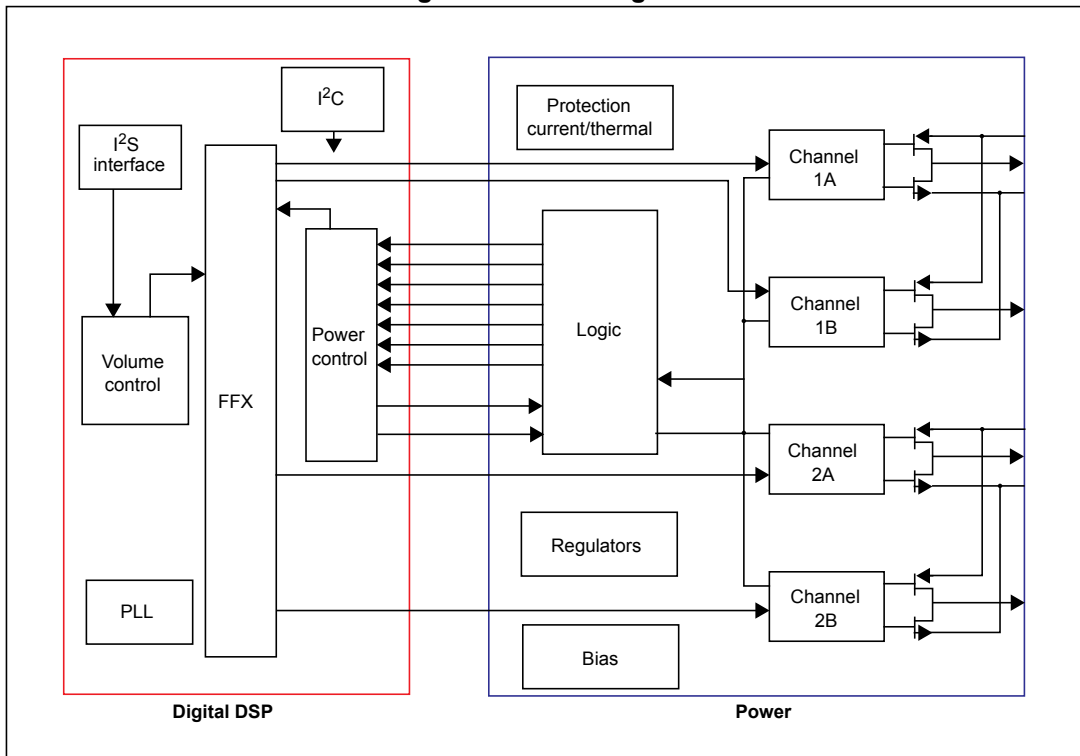 I²C
Protection
current/thermal
I²S
interface
Channel
1A
Channel
1B
Logic
Power
control
Volume
control
FFX
Channel
2A
Regulators
PLL
Channel
2B
Bias
Digital DSP
Power